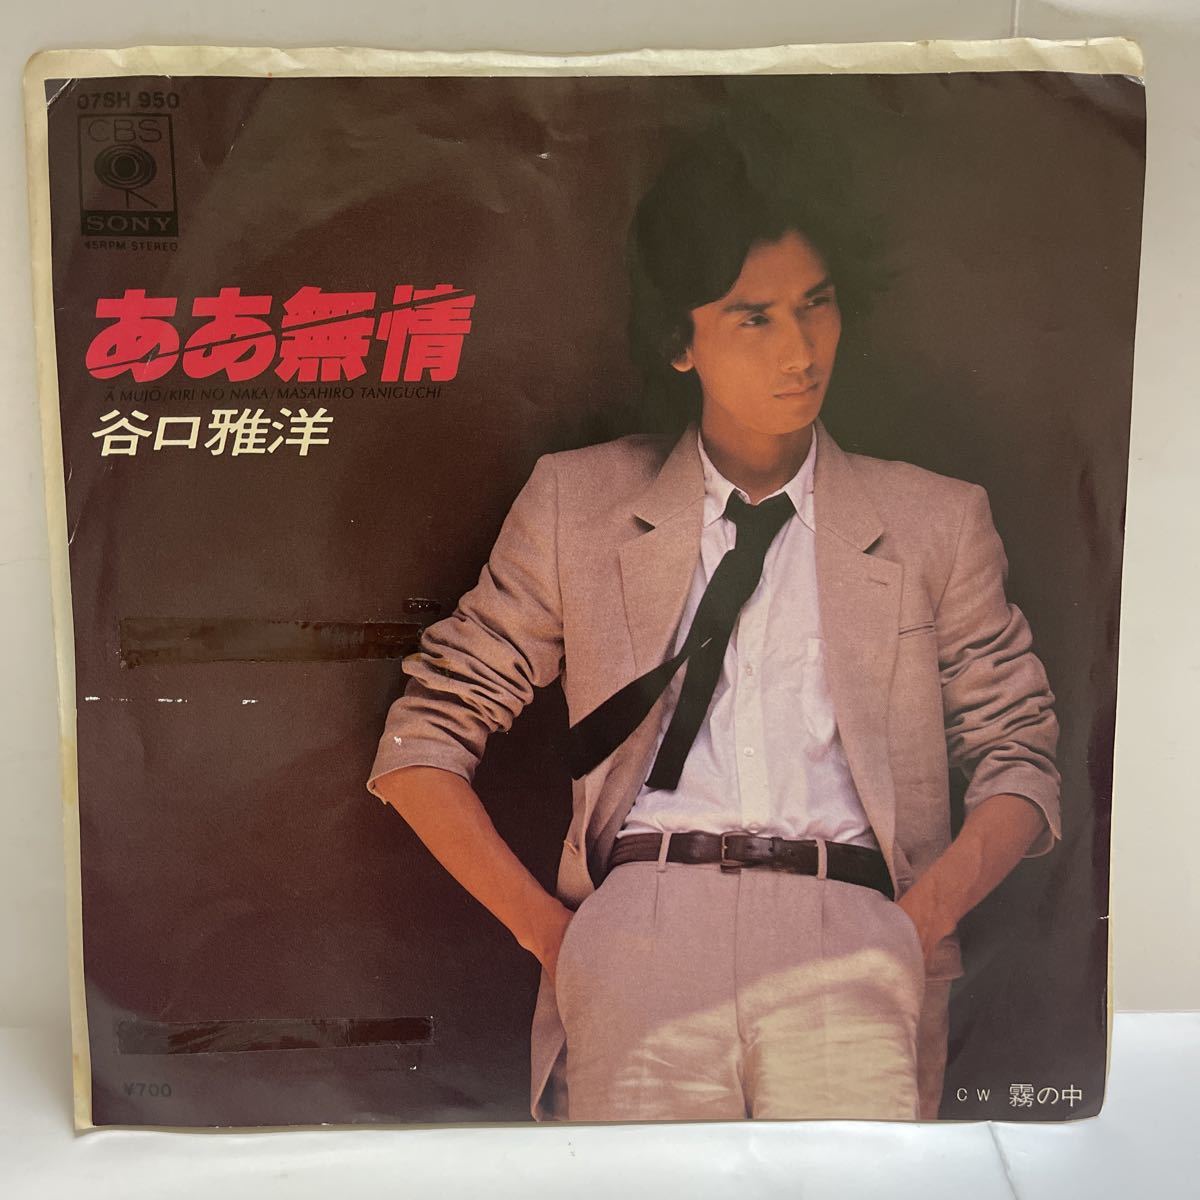 07SH 950
CBS
SONY
45RPM STEREO
ああ無情
Ā MUJŌ/KIRI NO NAKA/MASAHIRO TANIGUCHI
谷口雅洋
¥700
CW 霧の中